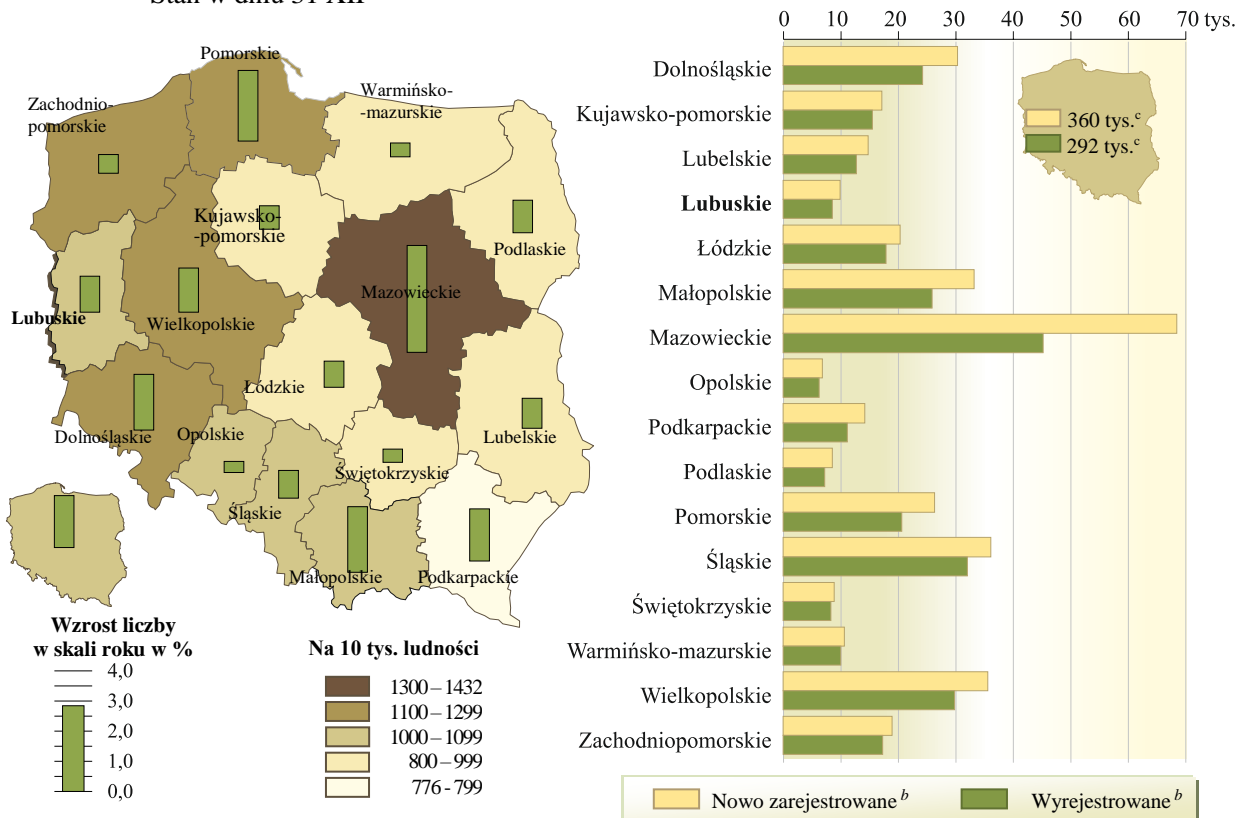 Stan w dniu 31 XII
Pomorskie
Zachodnio-
pomorskie
Warmińsko-
-mazurskie
Kujawsko-
-pomorskie
Podlaskie
Mazowieckie
Lubuskie
Wielkopolskie
Łódzkie
Dolnośląskie
Opolskie
Lubelskie
Świętokrzyskie
Śląskie
Małopolskie
Podkarpackie
Wzrost liczby
w skali roku w %
4,0
3,0
2,0
1,0
0,0
Na 10 tys. ludności
1300 – 1432
1100 – 1299
1000 – 1099
800 – 999
776 - 799
0 10 20 30 40 50 60 70 tys.
Dolnośląskie
Kujawsko-pomorskie
Lubelskie
Lubuskie
Łódzkie
Małopolskie
Mazowieckie
Opolskie
Podkarpackie
Podlaskie
Pomorskie
Śląskie
Świętokrzyskie
Warmińsko-mazurskie
Wielkopolskie
Zachodniopomorskie
360 tys.c
292 tys.c
Nowo zarejestrowane b
Wyrejestrowane b